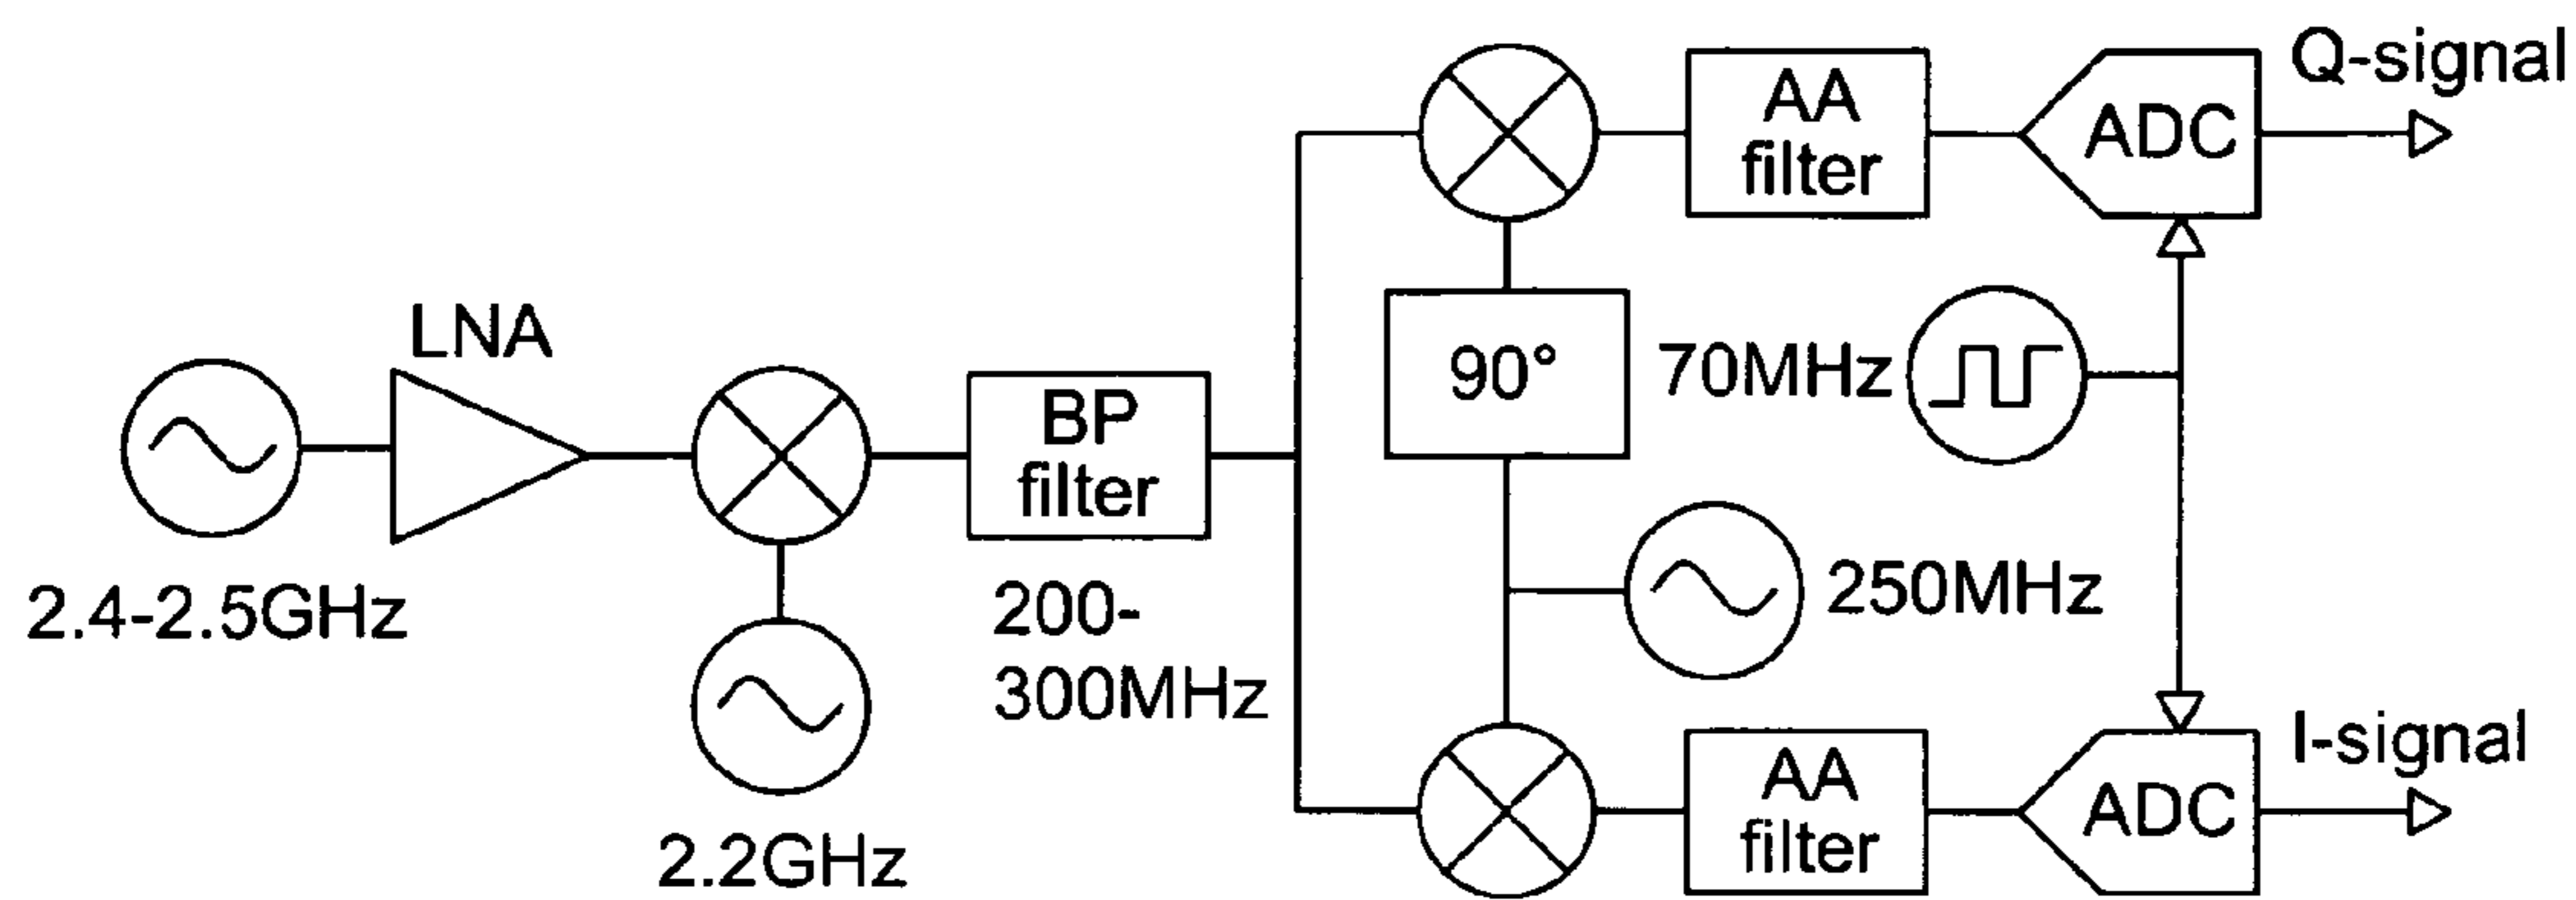 Q-signal
AA
filter
ADC
LNA
90°
70MHz
BP
filter
2.4-2.5GHz
200-
300MHz
250MHz
2.2GHz
AA
filter
ADC
I-signal